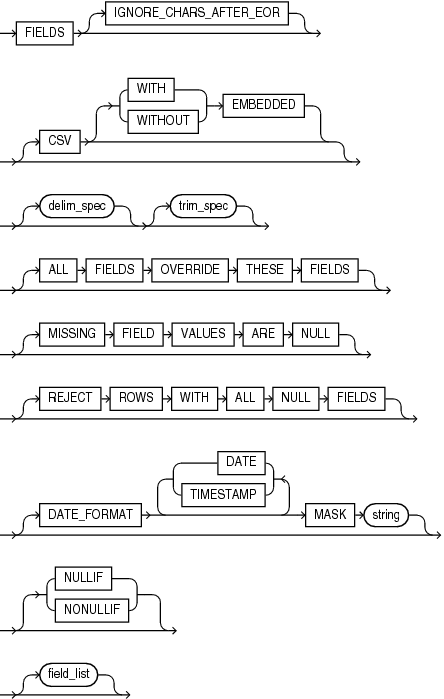 IGNORE_CHARS_AFTER_EOR
FIELDS
WITH
WITHOUT
EMBEDDED
CSV
delim_spec trim_spec
ALL FIELDS OVERRIDE THESE FIELDS
MISSING FIELD VALUES ARE NULL
REJECT ROWS WITH ALL NULL FIELDS
DATE
TIMESTAMP
DATE_FORMAT MASK string
NULLIF
NONULLIF
field_list